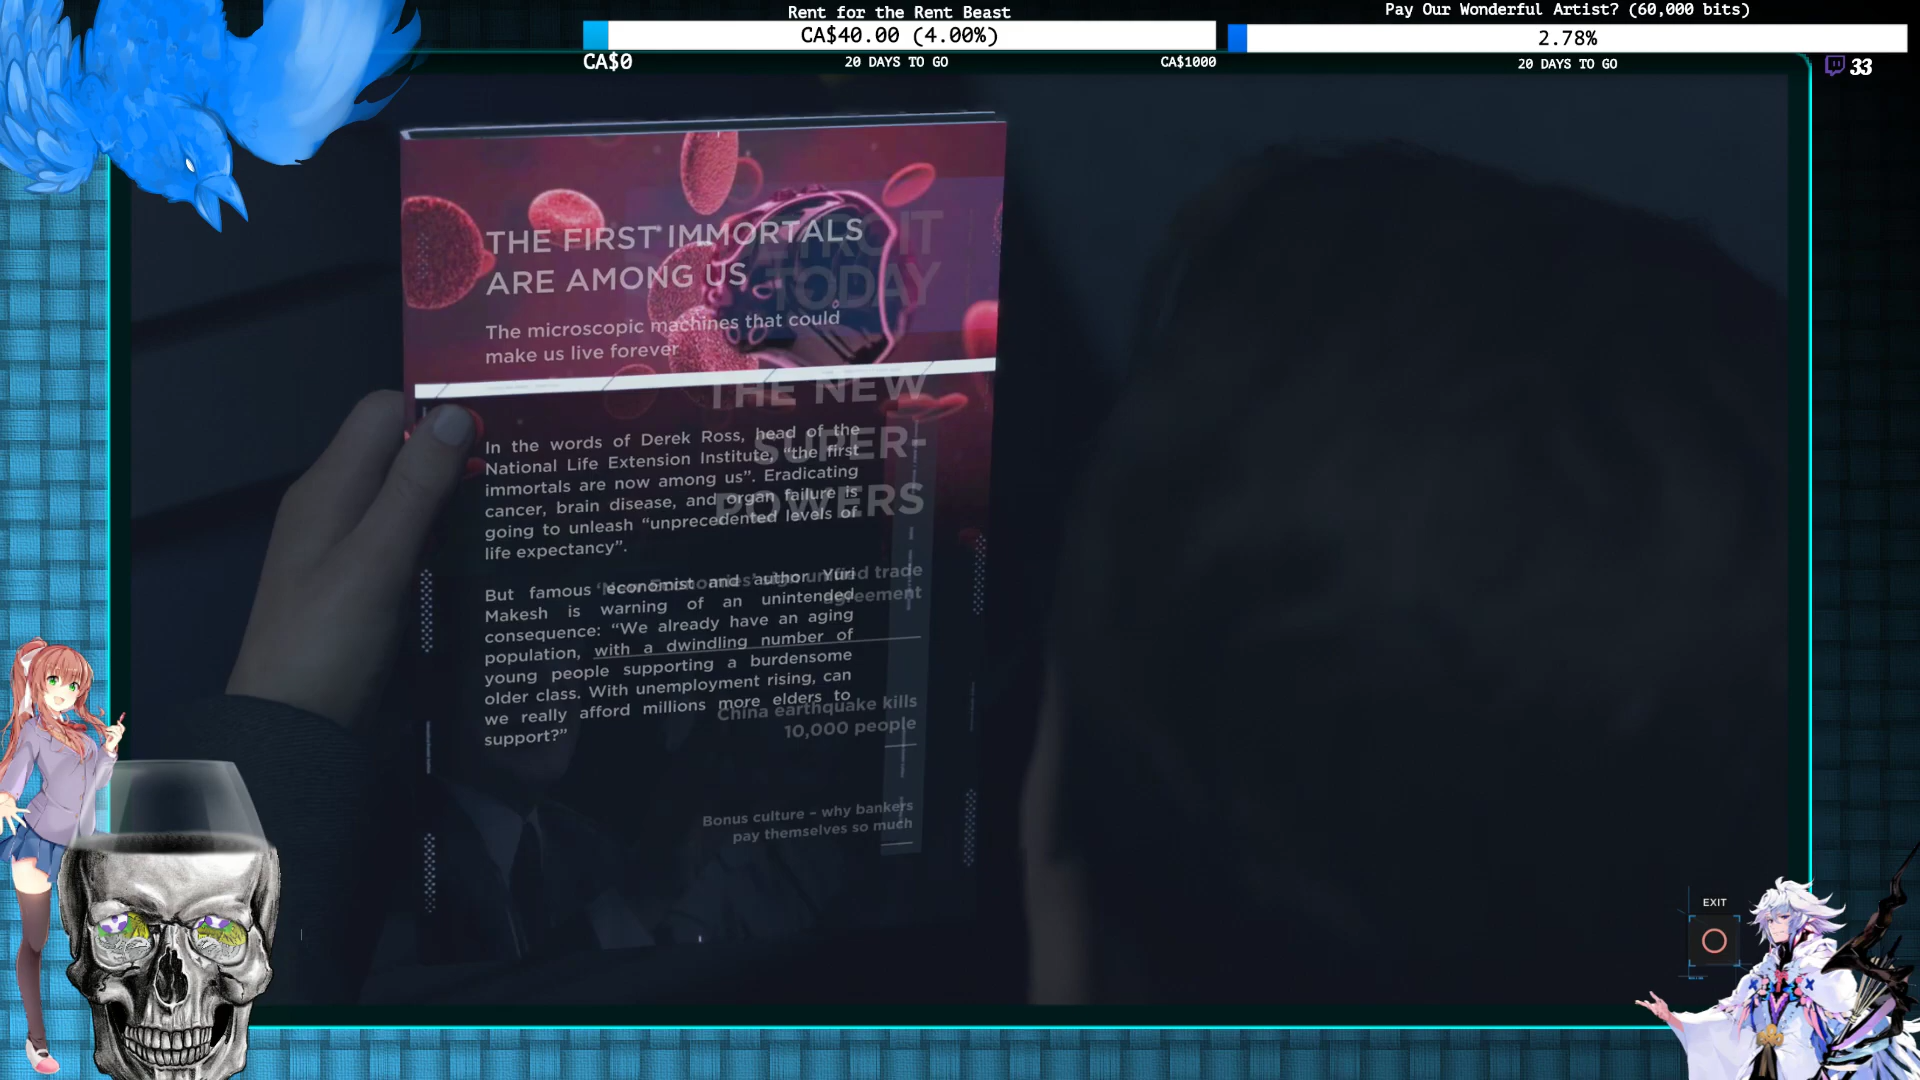 Rent for the Rent Beast
CA$40.00 (4.00%)
CA$0
20 DAYS TO GO
CA$1000
Pay Our Wonderful Artist? (60,000 bits)
2.78%
20 DAYS TO GO
33
THE FIRST IMMORTALS
ARE AMONG US
The microscopic machines that could
make us live forever
In the words of Derek Ross, head of the
National Life Extension Institute, “the first
immortals are now among us”. Eradicating
cancer, brain disease, and organ failure is
going to unleash “unprecedented levels of
life expectancy”.
But famous economist and author Yuri
Makesh is warning of an unintended
consequence: “We already have an aging
population, with a dwindling number of
young people supporting a burdensome
older class. With unemployment rising, can
we really afford millions more elders to
support?”
TODAY
THE NEW
SUPER-
POWERS
trade
agreement
China earthquake kills
10,000 people
Bonus culture – why bankers
pay themselves so much
EXIT